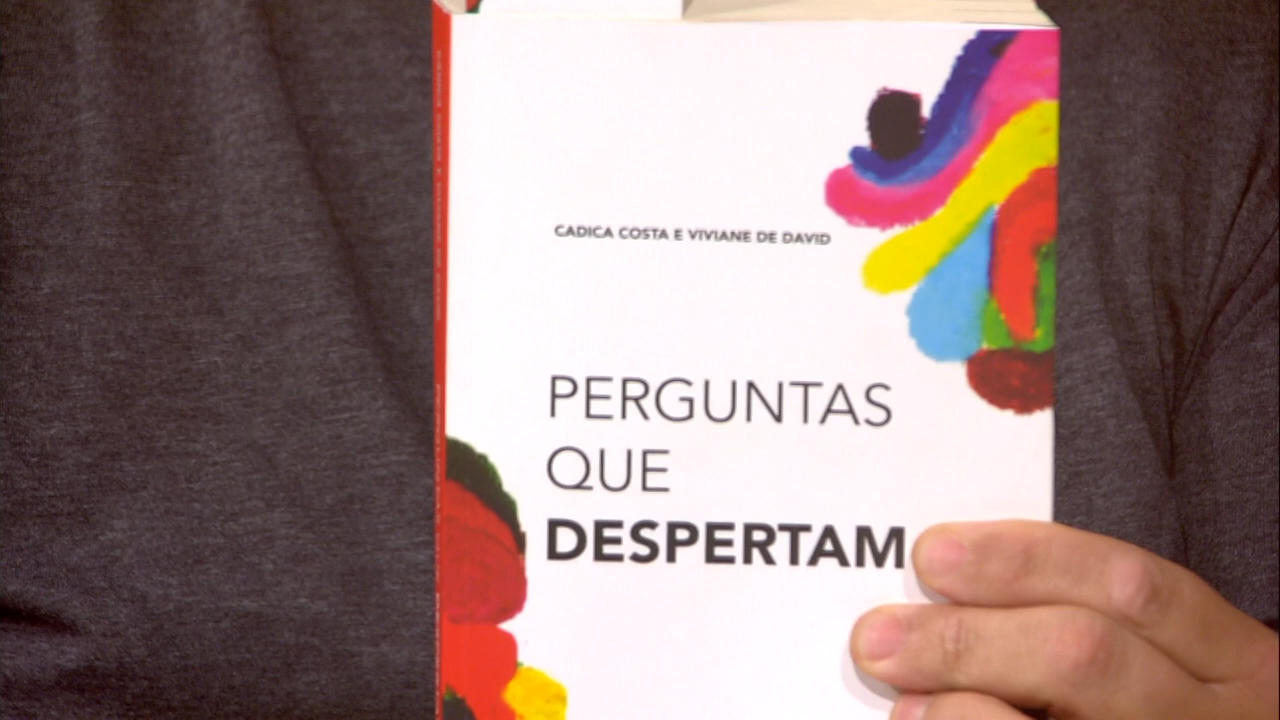 CADICA COSTA E VIVIANE DE DAVID
PERGUNTAS
QUE
DESPERTAM